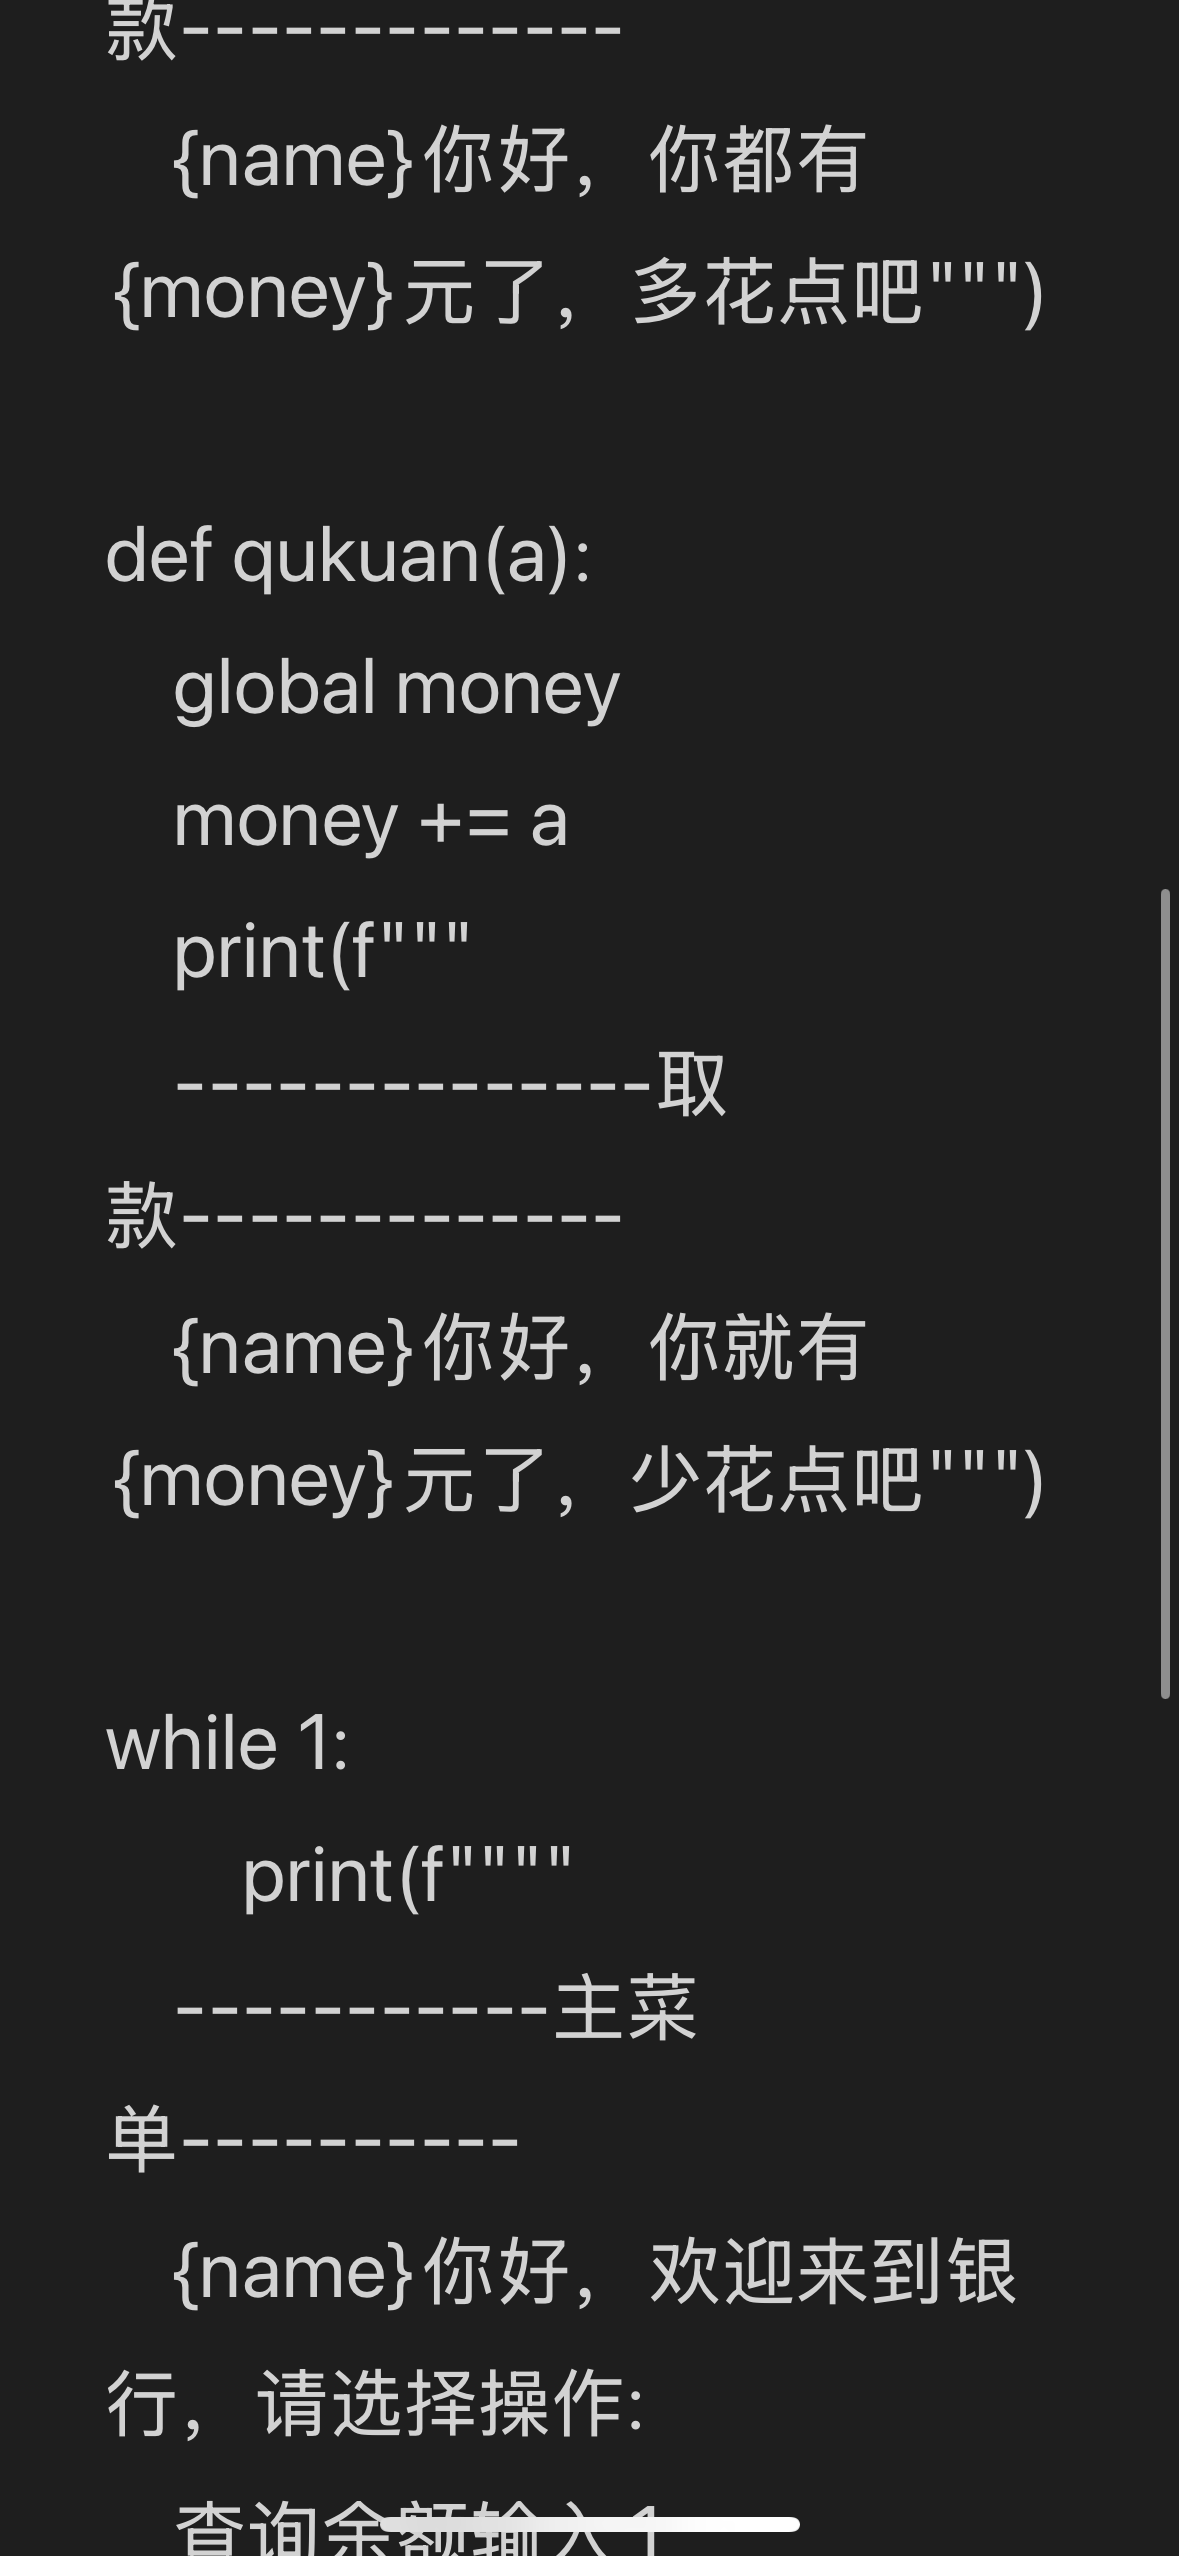 款-------------
{name}你好，你都有
{money}元了，多花点吧""")
def qukuan(a):
global money
money += a
print(f"""
--------------取
款-------------
{name}你好，你就有
{money}元了，少花点吧""")
while 1:
print(f""""
-----------主菜
单----------
{name}你好，欢迎来到银
行，请选择操作:
查询余额输入1